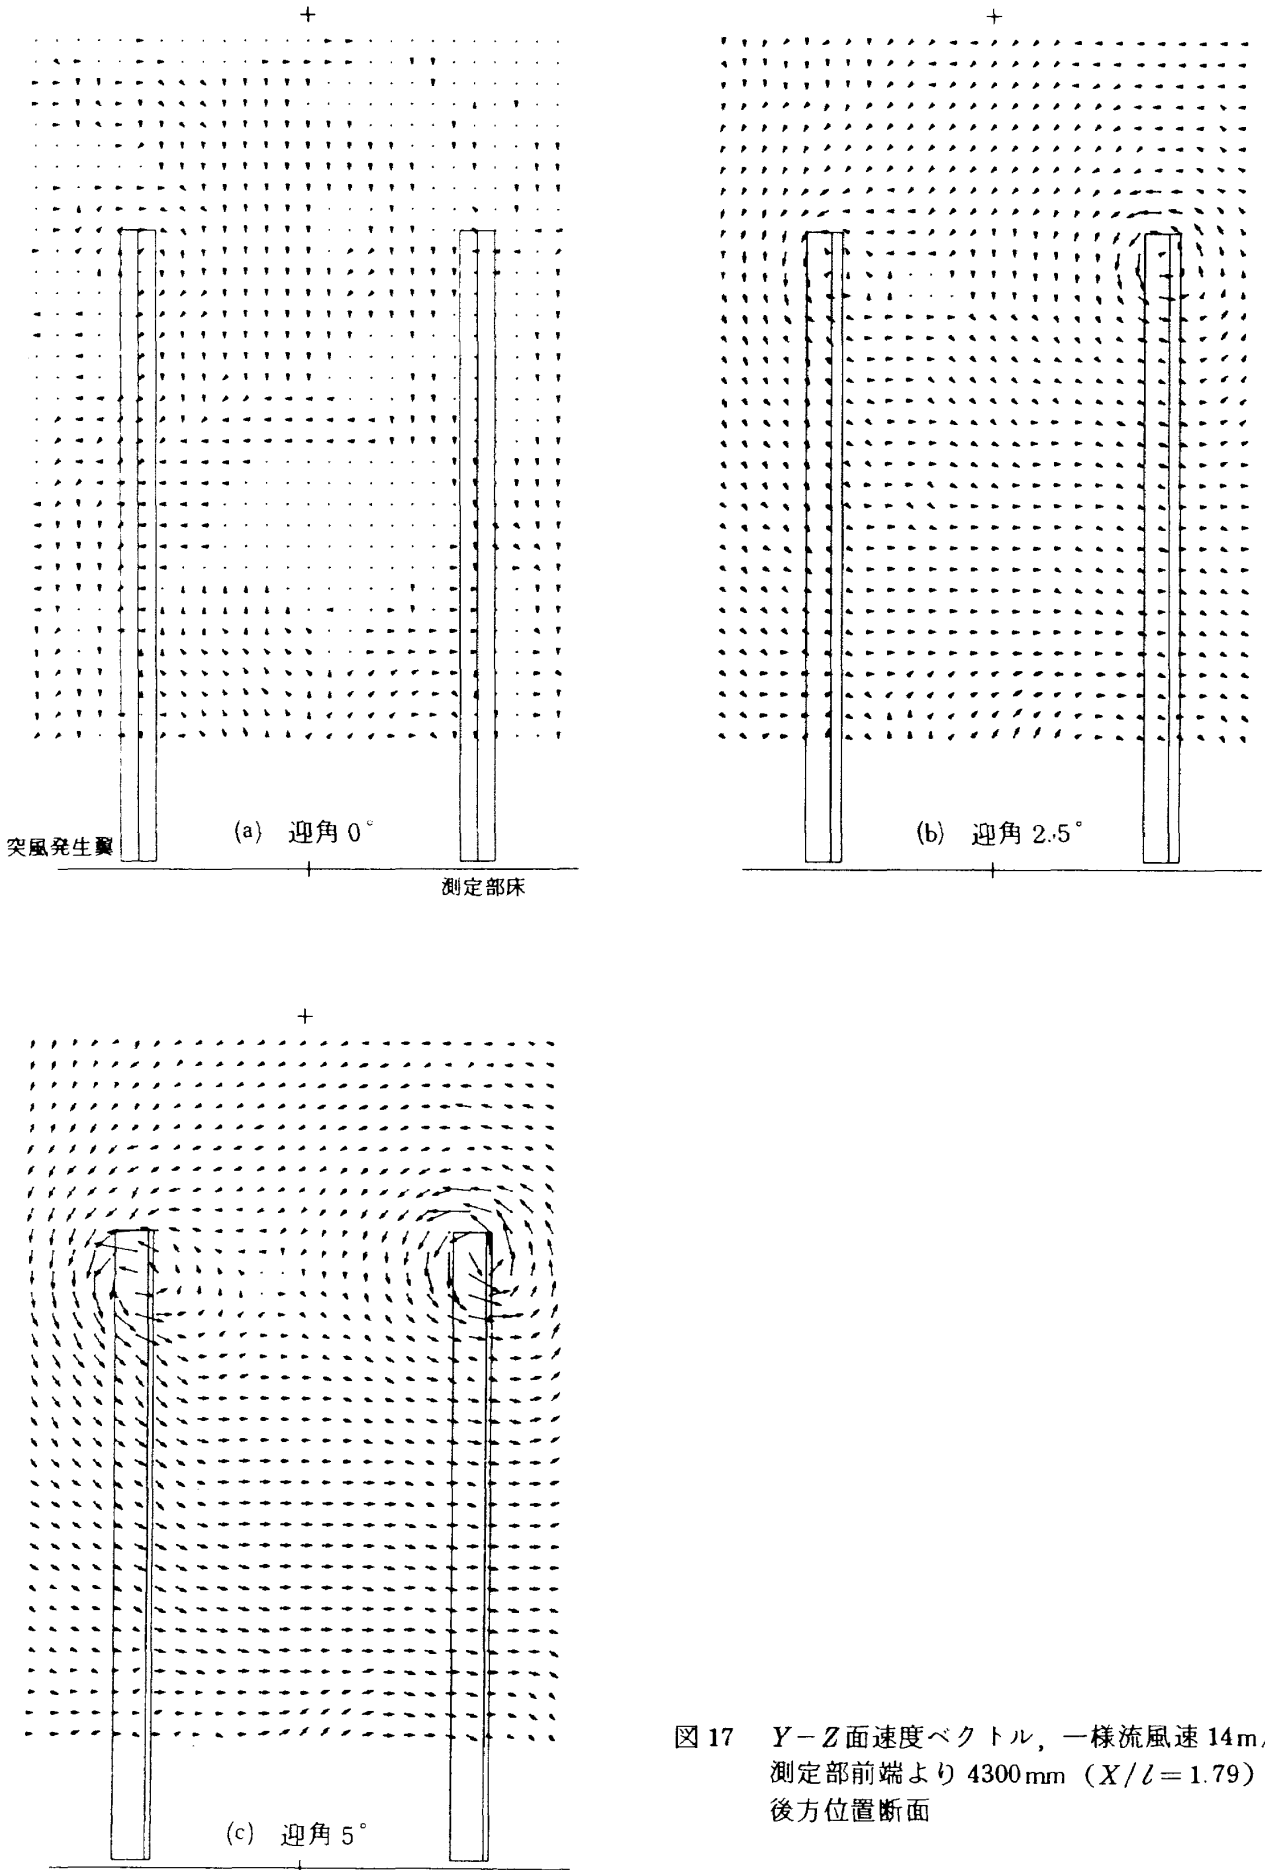 (a) 迎角 0°
突風発生翼
測定部床
(b) 迎角 2.5°
(c) 迎角 5°
図 17 Y-Z面速度ベクトル, 一様流風速 14m/
測定部前端より 4300mm (X/l=1.79)
後方位置断面